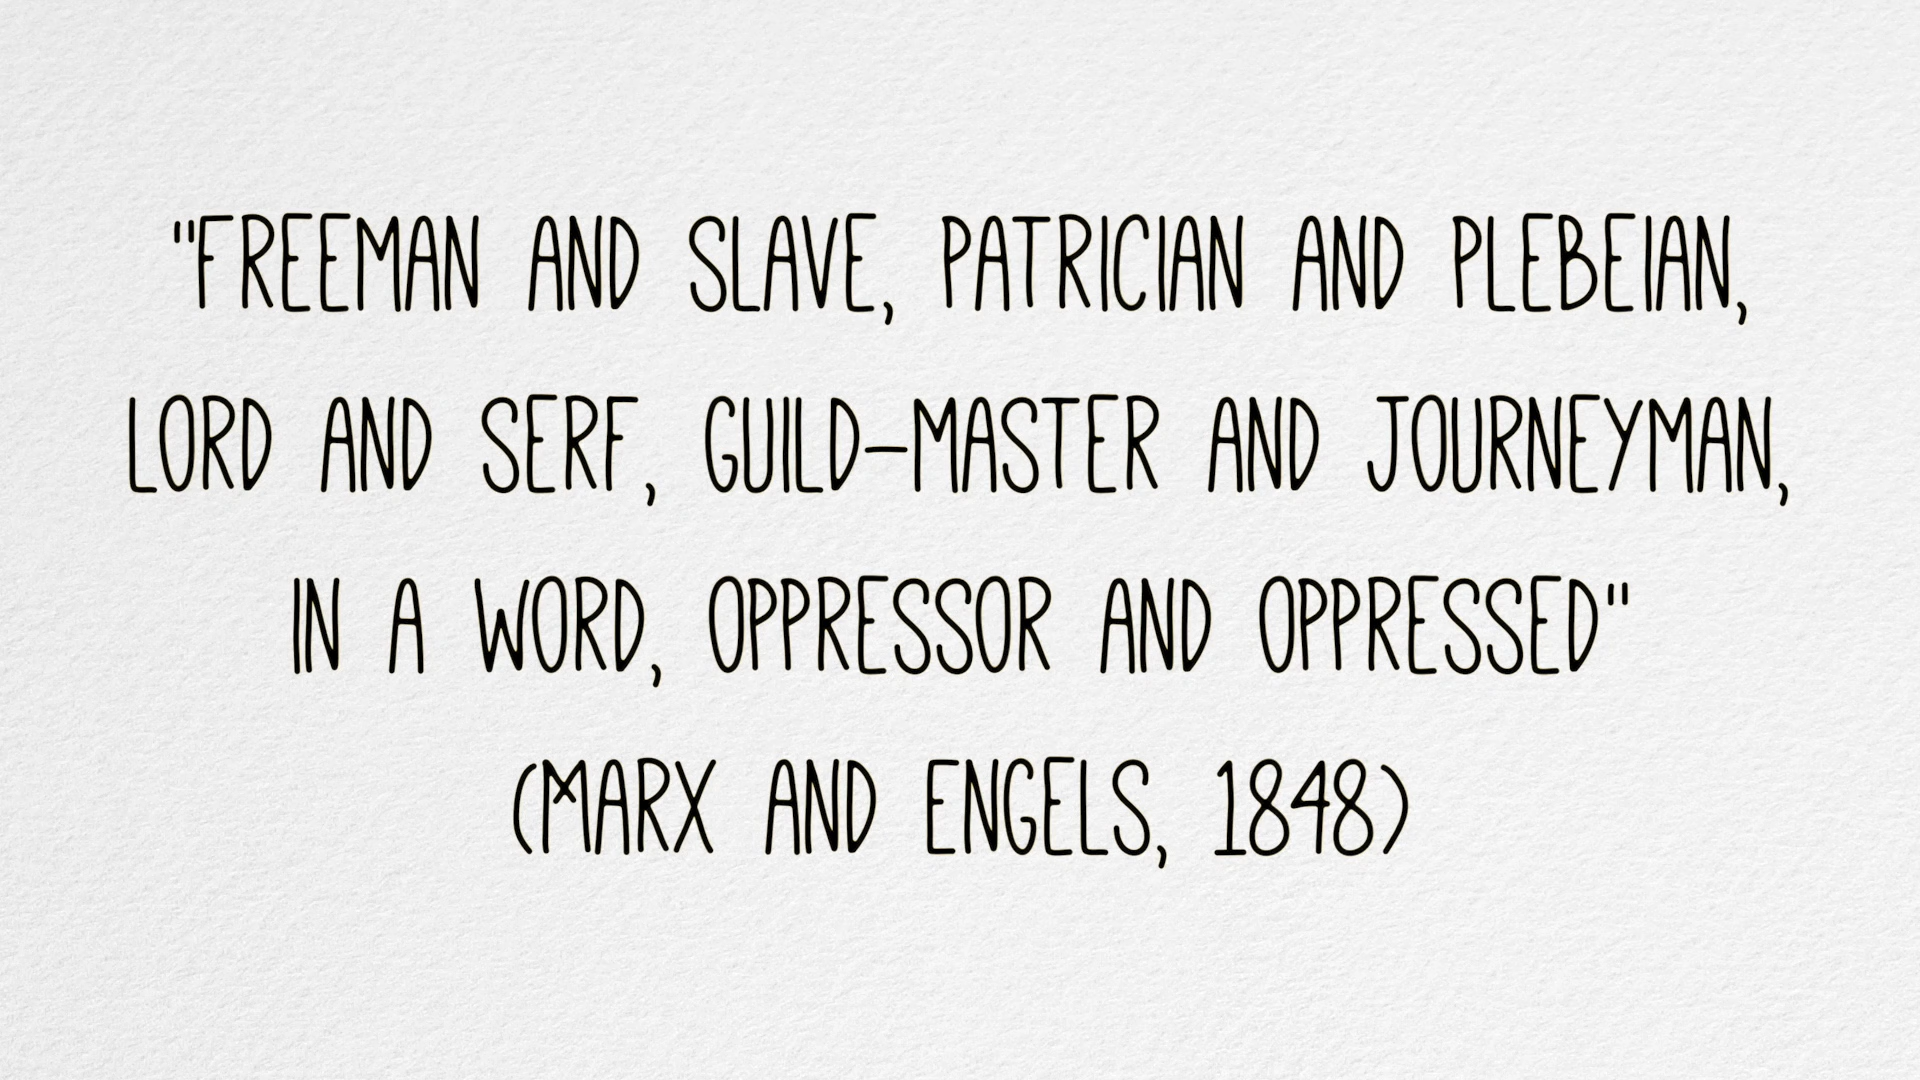 "FREEMAN AND SLAVE, PATRICIAN AND PLEBEIAN,
LORD AND SERF, GUILD-MASTER AND JOURNEYMAN,
IN A WORD, OPPRESSOR AND OPPRESSED"
(MARX AND ENGELS, 1848)